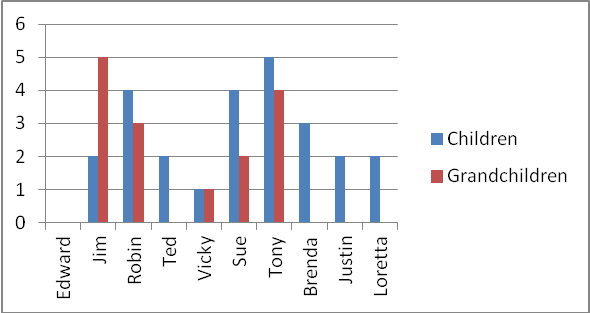 6
5
4
3
2
1
0
Edward
Jim
Robin
Ted
Vicky
Sue
Tony
Brenda
Justin
Loretta
Children
Grandchildren